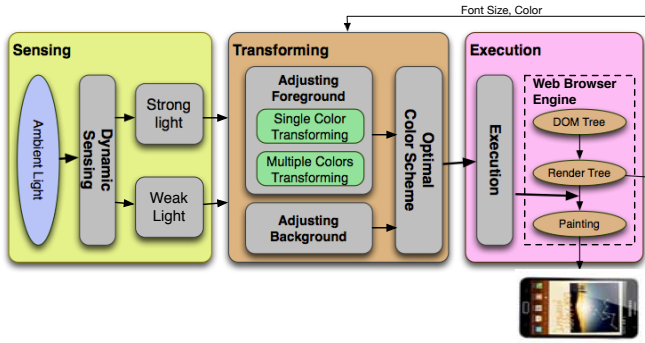 Font Size, Color
Sensing
Ambient Light
Dynamic
Sensing
Strong
light
Weak
Light
Transforming
Adjusting
Foreground
Single Color
Transforming
Multiple Colors
Transforming
Adjusting
Background
Optimal
Color Scheme
Execution
Execution
Web Browser
Engine
DOM Tree
Render Tree
Painting